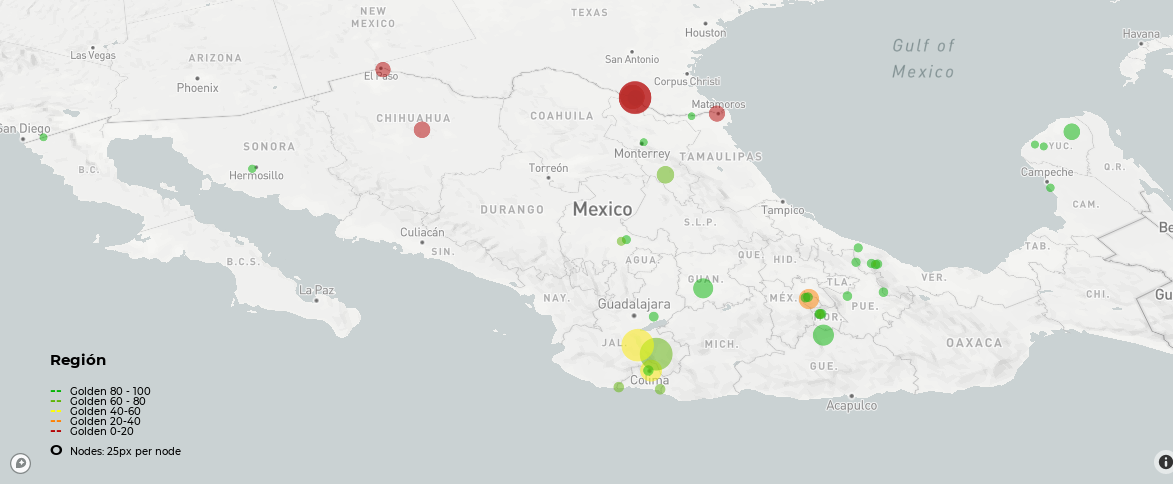 NEW
MEXICO
TEXAS
Houston
Havana
Las Vegas
ARIZONA
San Antonio
Gulf of
Mexico
Phoenix
El Paso
Corpus Christi
Matamoros
CHIHUAHUA
COAHUILA
San Diego
SONORA
Monterrey
TAMAULIPAS
YUC.
B.C.
Hermosillo
Torreón
Campeche
Q.R.
DURANGO
Mexico
Tampico
CAM.
S.L.P.
Culiacán
SIN.
TAB.
Be
B.C.S.
AGUA.
QUE.
HID.
VER.
La Paz
NAY.
GUAN.
MÉX.
TLA.
CHI.
Gu
Guadalajara
PUE.
MOR.
JAL.
MICH.
OAXACA
Región
GUE.
Colima
Golden 80 - 100
Golden 60 - 80
Golden 40-60
Golden 20-40
Golden 0-20
Acapulco
Nodes: 25px per node